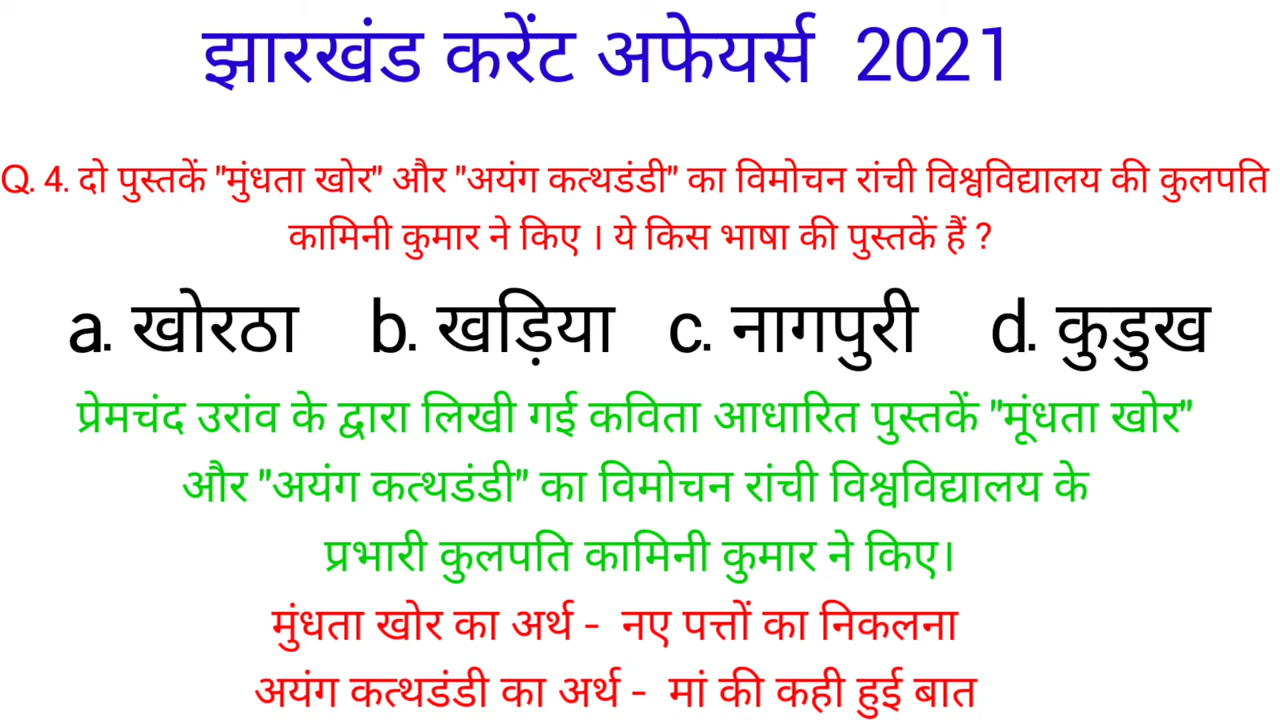 झारखंड करेंट अफेयर्स 2021
Q. 4. दो पुस्तकें "मुंधता खोर" और "अयंग कत्थडंडी" का विमोचन रांची विश्वविद्यालय की कुलपति
कामिनी कुमार ने किए । ये किस भाषा की पुस्तकें हैं ?
a. खोरठा b. खड़िया c. नागपुरी d. कुडुख
प्रेमचंद उरांव के द्वारा लिखी गई कविता आधारित पुस्तकें "मूंधता खोर"
और "अयंग कत्थडंडी" का विमोचन रांची विश्वविद्यालय के
प्रभारी कुलपति कामिनी कुमार ने किए।
मुंधता खोर का अर्थ - नए पत्तों का निकलना
अयंग कत्थडंडी का अर्थ - मां की कही हुई बात